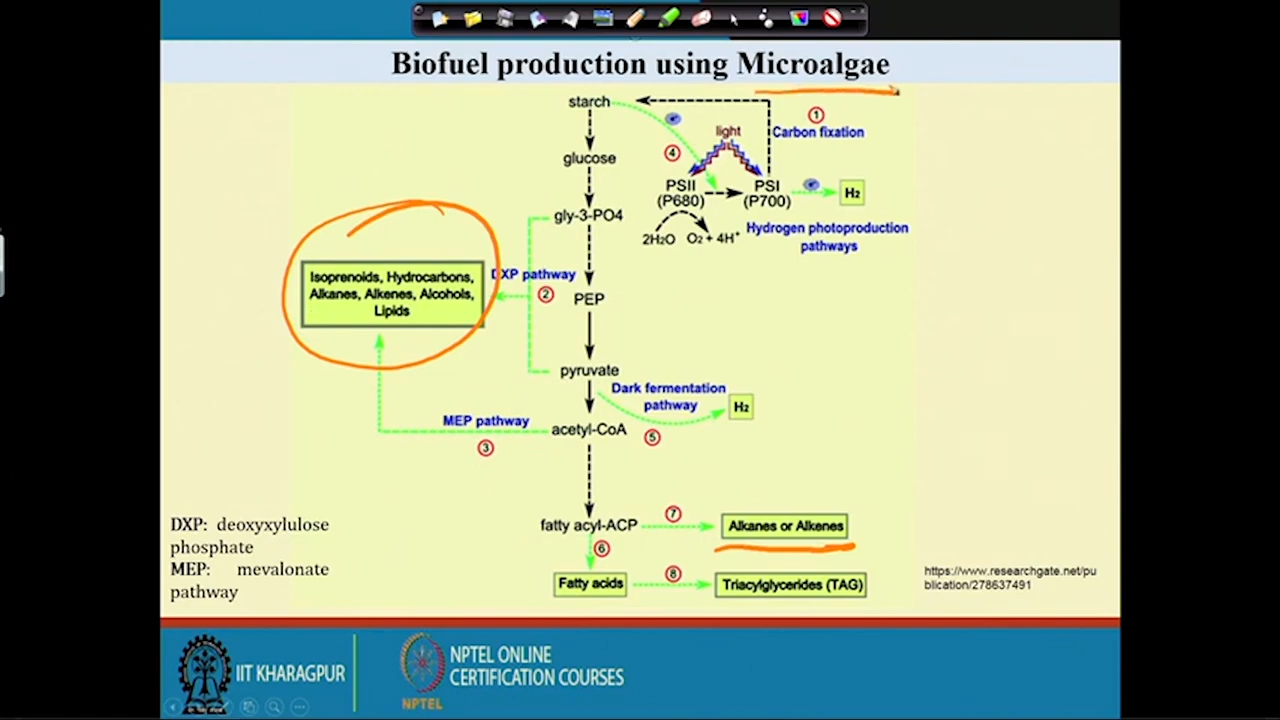 Biofuel production using Microalgae
starch
1
light
Carbon fixation
4
glucose
PSII
(P680)
PSI
(P700)
H2
gly-3-PO4
2H2O
O2 + 4H+
Hydrogen photoproduction
pathways
Isoprenoids, Hydrocarbons,
Alkanes, Alkenes, Alcohols,
Lipids
DXP pathway
2
PEP
pyruvate
Dark fermentation
pathway
H2
MEP pathway
acetyl-CoA
3
5
fatty acyl-ACP
7
Alkanes or Alkenes
6
Fatty acids
8
Triacylglycerides (TAG)
DXP: deoxyxylulose
phosphate
MEP: mevalonate
pathway
https://www.researchgate.net/pu
blication/278637491
IIT KHARAGPUR
NPTEL ONLINE
CERTIFICATION COURSES
NPTEL